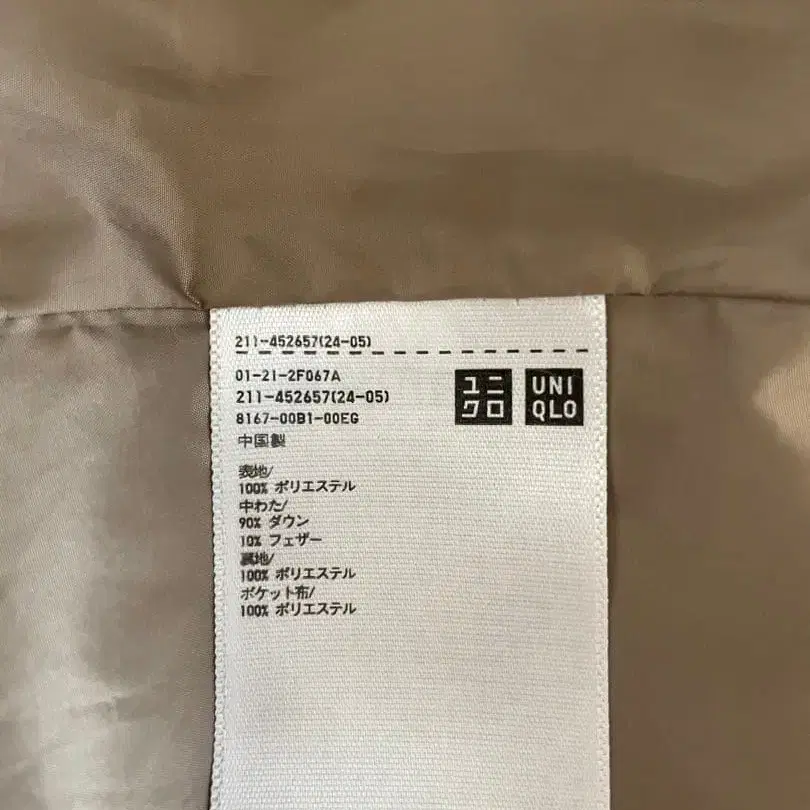 211-452657(24-05)
01-21-2F067A
211-452657(24-05)
8167-00B1-00EG
中国製
ユニ
クロ
UNI
QLO
表地/
100% ポリエステル
中わた/
90% ダウン
10% フェザー
裏地/
100% ポリエステル
ポケット布/
100% ポリエステル